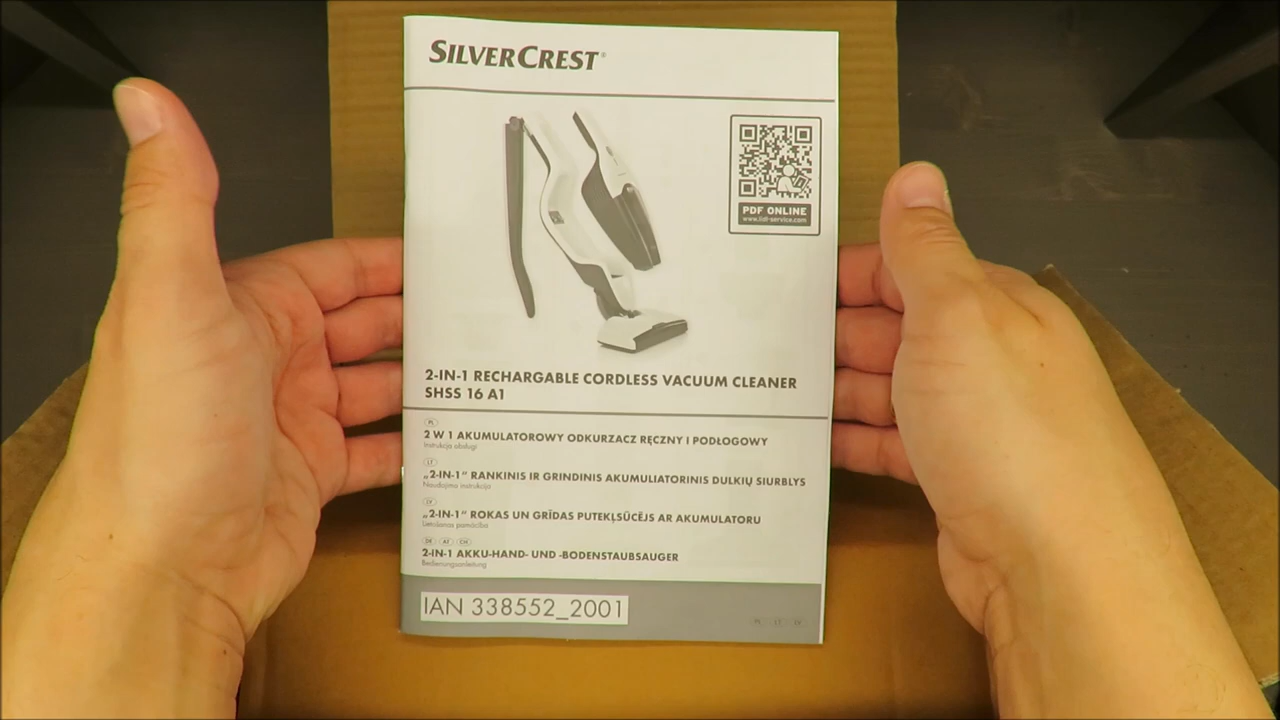 SILVERCREST®
PDF ONLINE
www.lidl-service.com
2-IN-1 RECHARGABLE CORDLESS VACUUM CLEANER
SHSS 16 A1
PL
2 W 1 AKUMULATOROWY ODKURZACZ RĘCZNY I PODŁOGOWY
Instrukcja obsługi
LT
„2-IN-1“ RANKINIS IR GRINDINIS AKUMULIATORINIS DULKIŲ SIURBLYS
Naudojimo instrukcija
LV
„2-IN-1“ ROKAS UN GRĪDAS PUTEKĻSŪCĒJS AR AKUMULATORU
Lietošanas pamācība
DE AT CH
2-IN-1 AKKU-HAND- UND -BODENSTAUBSAUGER
Bedienungsanleitung
IAN 338552_2001
PL LT LV